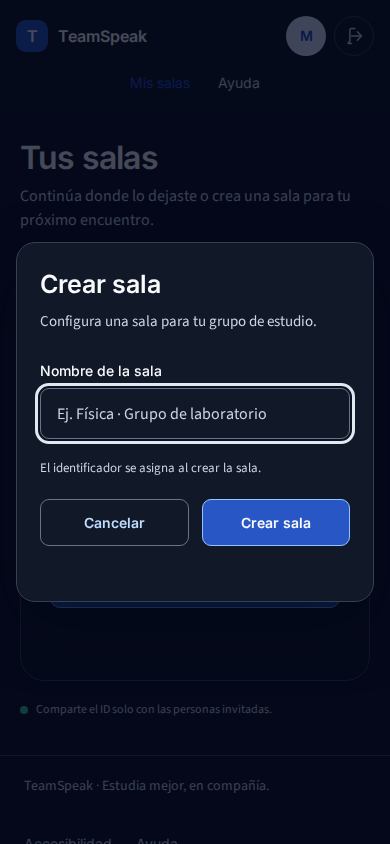 T TeamSpeak M
Mis salas Ayuda
Tus salas
Continúa donde lo dejaste o crea una sala para tu
próximo encuentro.
Crear sala
Configura una sala para tu grupo de estudio.
Nombre de la sala
Ej. Física · Grupo de laboratorio
El identificador se asigna al crear la sala.
Cancelar Crear sala
Comparte el ID solo con las personas invitadas.
TeamSpeak · Estudia mejor, en compañía.
Accesibilidad Ayuda